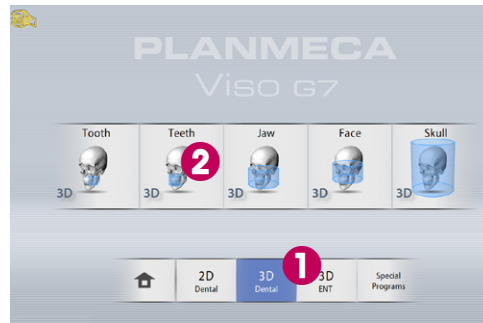 PLANMECA
Viso G7
Tooth Teeth Jaw Face Skull
3D 2 3D 3D 3D 3D
1
2D 3D 3D Special
Dental Dental ENT Programs